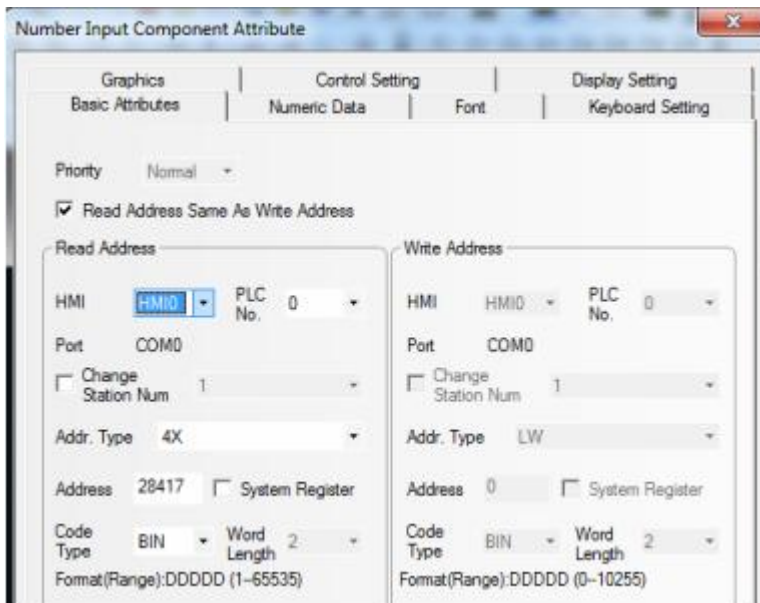 Number Input Component Attribute
Graphics Control Setting Display Setting
Basic Attributes Numeric Data Font Keyboard Setting
Priority Normal
Read Address Same As Write Address
Read Address
HMI HMI0 PLC No. 0
Port COM0
Change Station Num 1
Addr. Type 4X
Address 28417 System Register
Code Type BIN Word Length 2
Format(Range):DDDDD (1~65535)
Write Address
HMI HMI0 PLC No. 0
Port COM0
Change Station Num 1
Addr. Type LW
Address 0 System Register
Code Type BIN Word Length 2
Format(Range):DDDDD (0~10255)